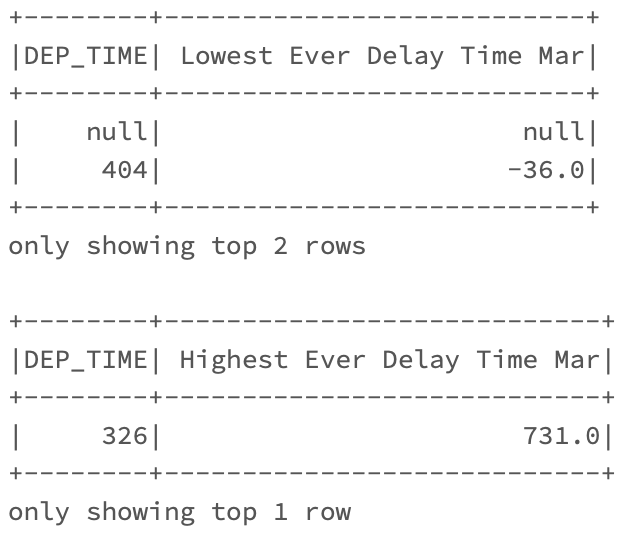 +--------+---------------------------+
|DEP_TIME| Lowest Ever Delay Time Mar|
+--------+---------------------------+
|    null|                       null|
|     404|                      -36.0|
+--------+---------------------------+
only showing top 2 rows
+--------+----------------------------+
|DEP_TIME| Highest Ever Delay Time Mar|
+--------+----------------------------+
|     326|                       731.0|
+--------+----------------------------+
only showing top 1 row